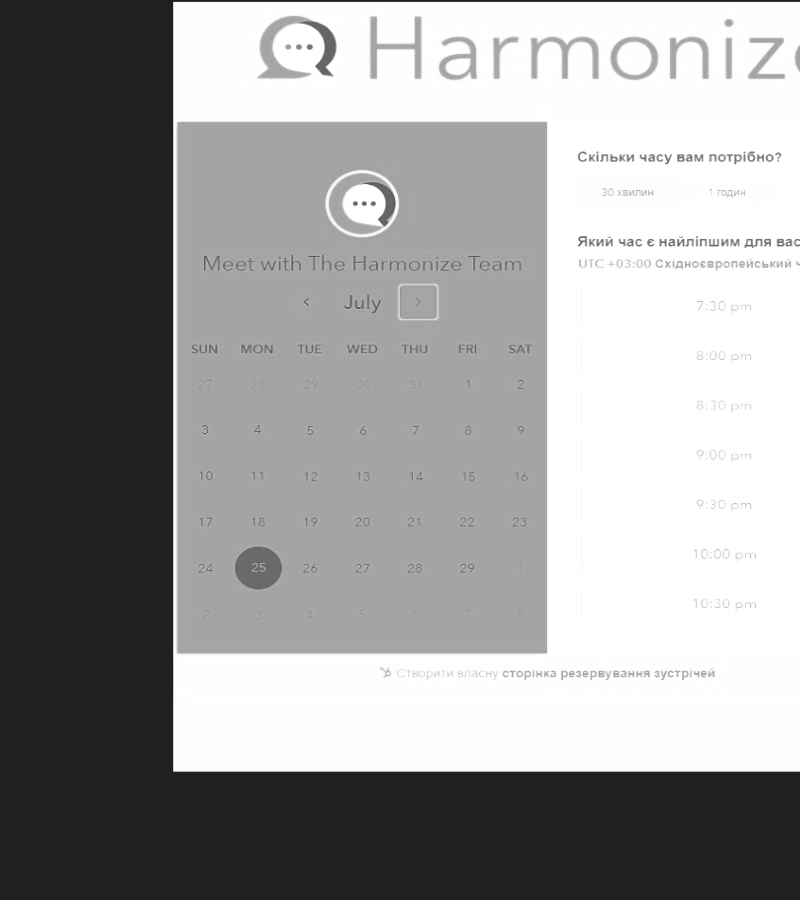 Harmonize
Meet with The Harmonize Team
July
SUN MON TUE WED THU FRI SAT
27 28 29 30 31 1 2
3 4 5 6 7 8 9
10 11 12 13 14 15 16
17 18 19 20 21 22 23
24 25 26 27 28 29 1
2 3 4 5 6 7 8
Скільки часу вам потрібно?
30 хвилин 1 годин
Який час є найліпшим для вас
UTC +03:00 Східноєвропейський
7:30 pm
8:00 pm
8:30 pm
9:00 pm
9:30 pm
10:00 pm
10:30 pm
Створити власну сторінка резервування зустрічей